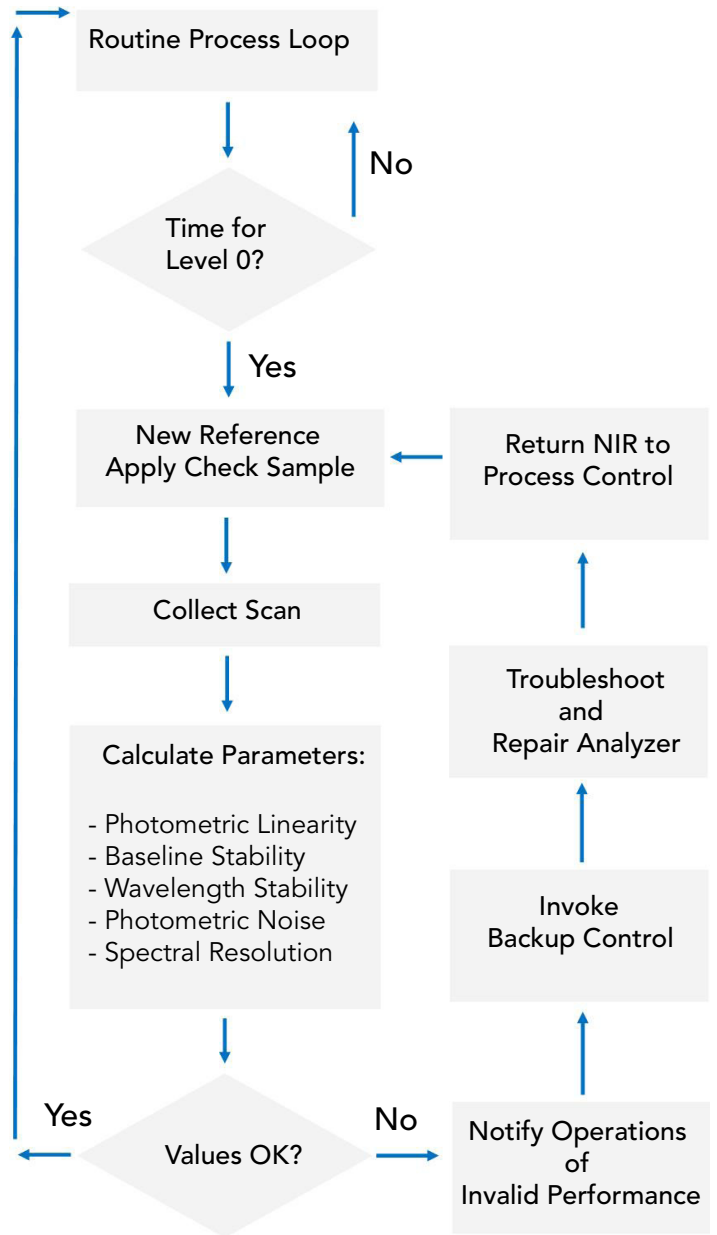 Routine Process Loop
No
Time for
Level 0?
Yes
New Reference
Apply Check Sample
Return NIR to
Process Control
Collect Scan
Troubleshoot
and
Repair Analyzer
Calculate Parameters:
- Photometric Linearity
- Baseline Stability
- Wavelength Stability
- Photometric Noise
- Spectral Resolution
Invoke
Backup Control
Yes
Values OK?
No
Notify Operations
of
Invalid Performance